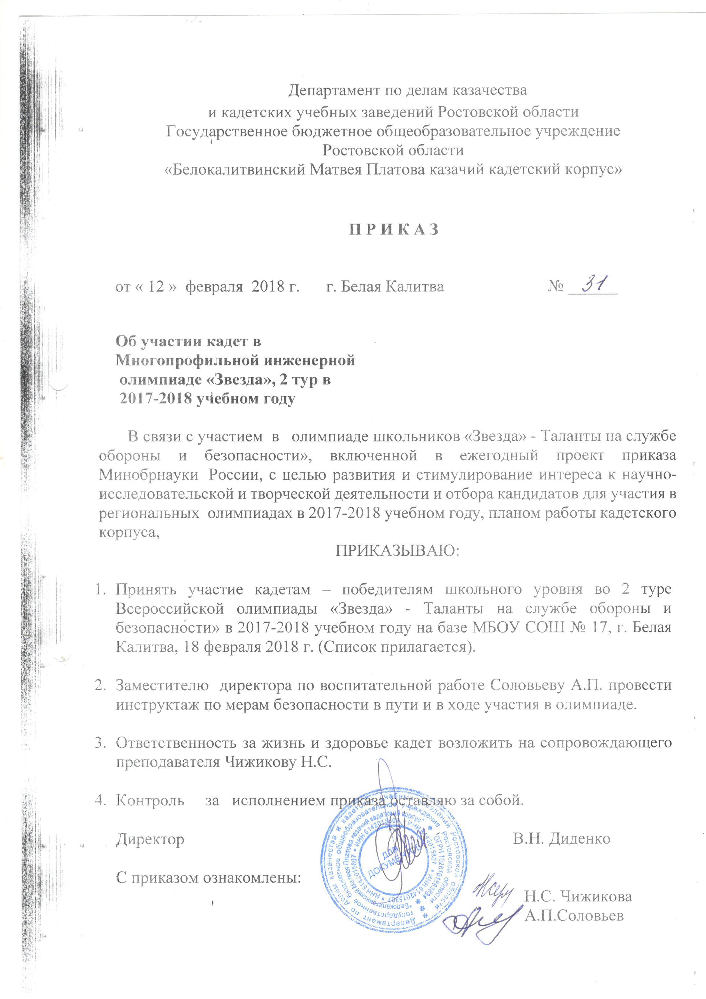 Департамент по делам казачества
и кадетских учебных заведений Ростовской области
Государственное бюджетное общеобразовательное учреждение
Ростовской области
«Белокалитвинский Матвея Платова казачий кадетский корпус»
П Р И К А З
от « 12 » февраля 2018 г. г. Белая Калитва № 31
Об участии кадет в
Многопрофильной инженерной
олимпиаде «Звезда», 2 тур в
2017-2018 учебном году
В связи с участием в олимпиаде школьников «Звезда» - Таланты на службе
обороны и безопасности», включенной в ежегодный проект приказа
Минобрнауки России, с целью развития и стимулирование интереса к научно-
исследовательской и творческой деятельности и отбора кандидатов для участия в
региональных олимпиадах в 2017-2018 учебном году, планом работы кадетского
корпуса,
ПРИКАЗЫВАЮ:
1. Принять участие кадетам – победителям школьного уровня во 2 туре
Всероссийской олимпиады «Звезда» - Таланты на службе обороны и
безопасности» в 2017-2018 учебном году на базе МБОУ СОШ № 17, г. Белая
Калитва, 18 февраля 2018 г. (Список прилагается).
2. Заместителю директора по воспитательной работе Соловьеву А.П. провести
инструктаж по мерам безопасности в пути и в ходе участия в олимпиаде.
3. Ответственность за жизнь и здоровье кадет возложить на сопровождающего
преподавателя Чижикову Н.С.
4. Контроль за исполнением приказа оставляю за собой.
Директор В.Н. Диденко
С приказом ознакомлены:
Н.С. Чижикова
А.П.Соловьев
Департамент по делам казачества и кадетских учебных заведений Ростовской области
государственное бюджетное общеобразовательное учреждение Ростовской области
"Белокалитвинский Матвея Платова казачий кадетский корпус"
ИНН 6142015807
ДЛЯ
ДОКУМЕНТОВ